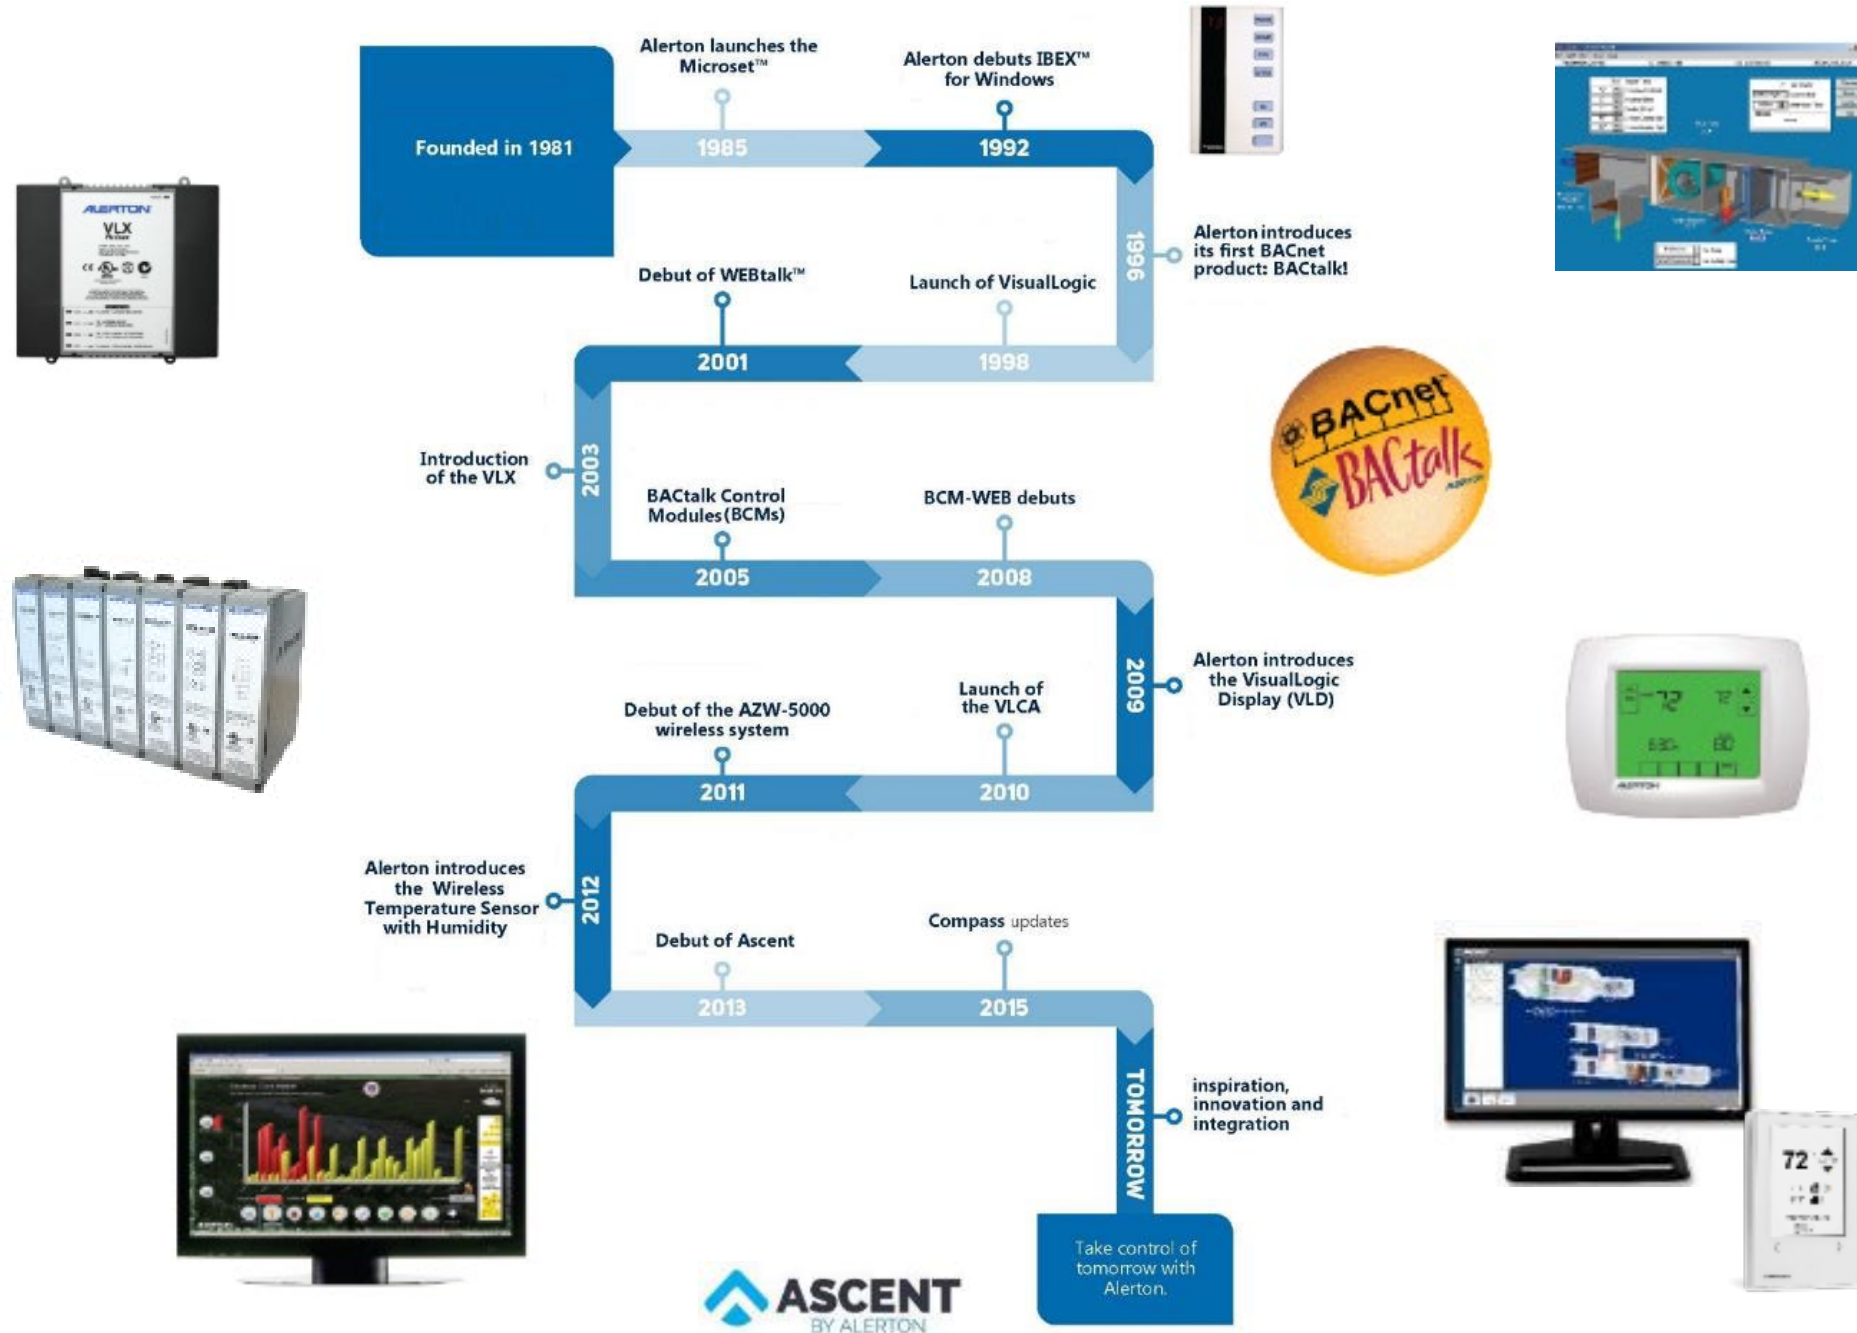 Founded in 1981
Alerton launches the
Microset™
1985
Alerton debuts IBEX™
for Windows
1992
1996
Alerton introduces
its first BACnet
product: BACtalk!
Launch of VisualLogic
1998
Debut of WEBtalk™
2001
2003
Introduction
of the VLX
BACtalk Control
Modules (BCMs)
2005
BCM-WEB debuts
2008
2009
Alerton introduces
the VisualLogic
Display (VLD)
Launch of
the VLCA
2010
Debut of the AZW-5000
wireless system
2011
2012
Alerton introduces
the Wireless
Temperature Sensor
with Humidity
Debut of Ascent
2013
Compass updates
2015
TOMORROW
inspiration,
innovation and
integration
Take control of
tomorrow with
Alerton.
ALERTON
VLX
BACnet™
BACtalk
ALERTON
72
ALERTON
72
ASCENT
BY ALERTON